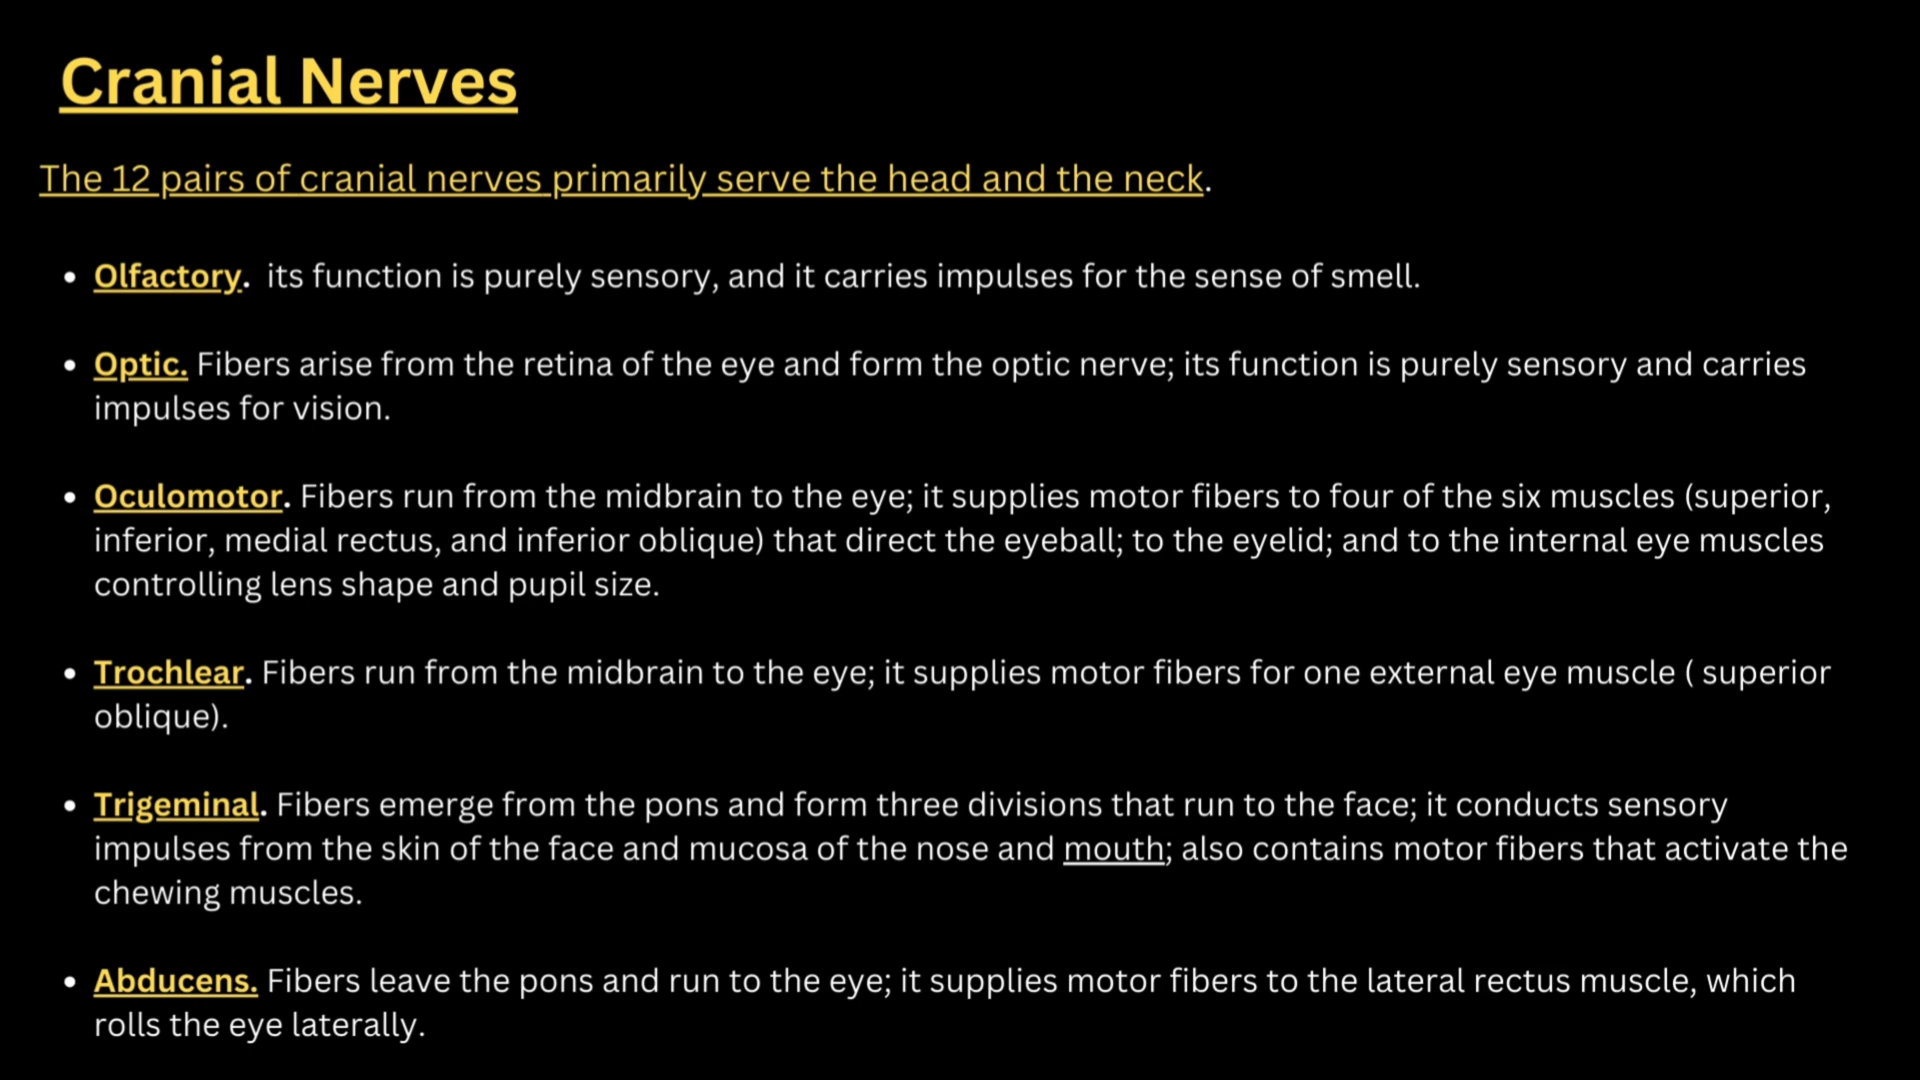 Cranial Nerves
The 12 pairs of cranial nerves primarily serve the head and the neck.
• Olfactory.  its function is purely sensory, and it carries impulses for the sense of smell.
• Optic. Fibers arise from the retina of the eye and form the optic nerve; its function is purely sensory and carries
impulses for vision.
• Oculomotor. Fibers run from the midbrain to the eye; it supplies motor fibers to four of the six muscles (superior,
inferior, medial rectus, and inferior oblique) that direct the eyeball; to the eyelid; and to the internal eye muscles
controlling lens shape and pupil size.
• Trochlear. Fibers run from the midbrain to the eye; it supplies motor fibers for one external eye muscle ( superior
oblique).
• Trigeminal. Fibers emerge from the pons and form three divisions that run to the face; it conducts sensory
impulses from the skin of the face and mucosa of the nose and mouth; also contains motor fibers that activate the
chewing muscles.
• Abducens. Fibers leave the pons and run to the eye; it supplies motor fibers to the lateral rectus muscle, which
rolls the eye laterally.